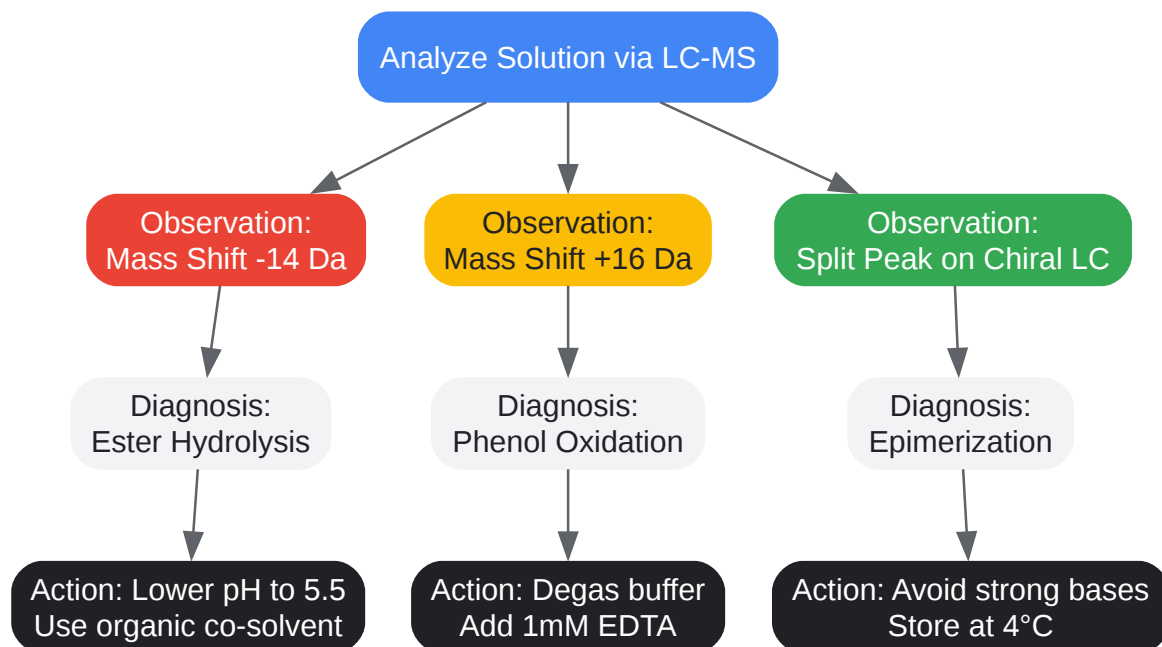 Analyze Solution via LC-MS
Observation:
Mass Shift -14 Da
Observation:
Mass Shift +16 Da
Observation:
Split Peak on Chiral LC
Diagnosis:
Ester Hydrolysis
Diagnosis:
Phenol Oxidation
Diagnosis:
Epimerization
Action: Lower pH to 5.5
Use organic co-solvent
Action: Degas buffer
Add 1mM EDTA
Action: Avoid strong bases
Store at 4°C